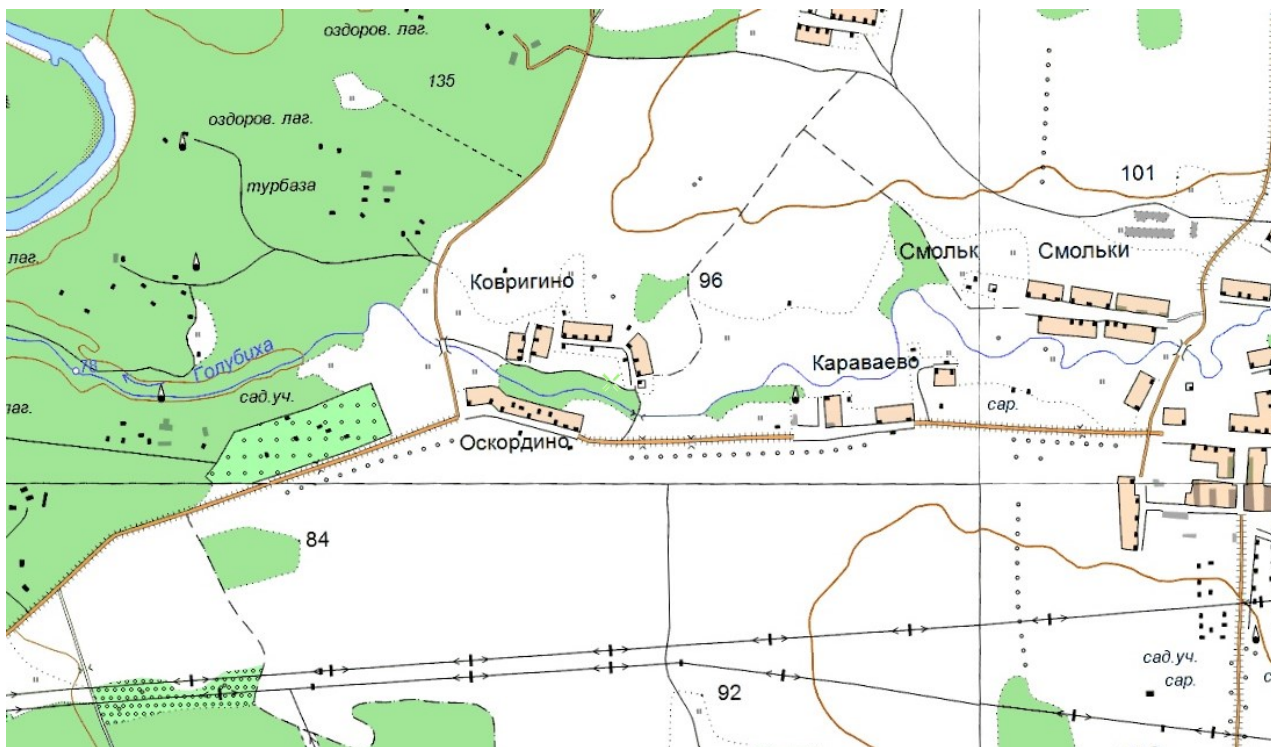 оздоров. лаг.
135
оздоров. лаг.
турбаза
101
лаг.
Ковригино
96
Смольк
Смольки
78
Голубиха
Караваево
сад.уч.
сар.
лаг.
Оскордино
84
сад.уч.
сар.
с
92